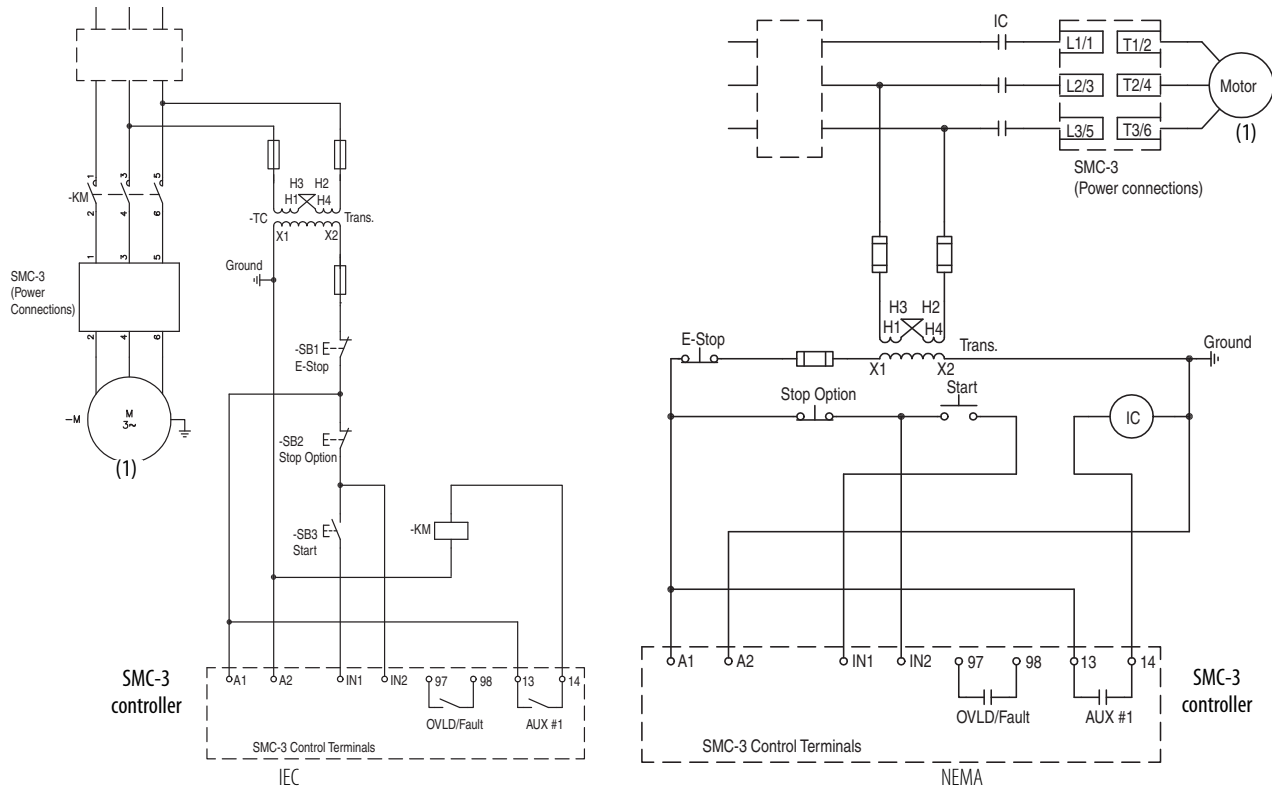 1
3
5
-KM
2
4
6
1
3
5
SMC-3
(Power
Connections)
2
4
6
-M
M
3~
(1)
H3
H2
H1
H4
-TC
Trans.
X1
X2
Ground
-SB1
E-Stop
-SB2
Stop Option
-SB3
Start
-KM
SMC-3
controller
A1
A2
IN1
IN2
97
98
13
14
OVLD/Fault
AUX #1
SMC-3 Control Terminals
IEC
IC
L1/1
T1/2
L2/3
T2/4
L3/5
T3/6
Motor
(1)
SMC-3
(Power connections)
H3
H2
H1
H4
Trans.
X1
X2
E-Stop
Ground
Stop Option
Start
IC
A1
A2
IN1
IN2
97
98
13
14
OVLD/Fault
AUX #1
SMC-3 Control Terminals
SMC-3
controller
NEMA